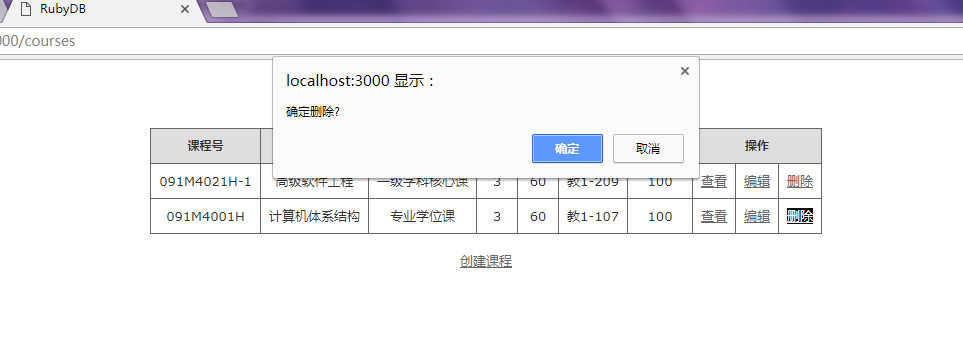 RubyDB
000/courses
localhost:3000 显示：
确定删除?
确定 取消
课程号 操作
091M4021H-1 高级软件工程 一级学科核心课 3 60 教1-209 100 查看 编辑 删除
091M4001H 计算机体系结构 专业学位课 3 60 教1-107 100 查看 编辑 删除
创建课程